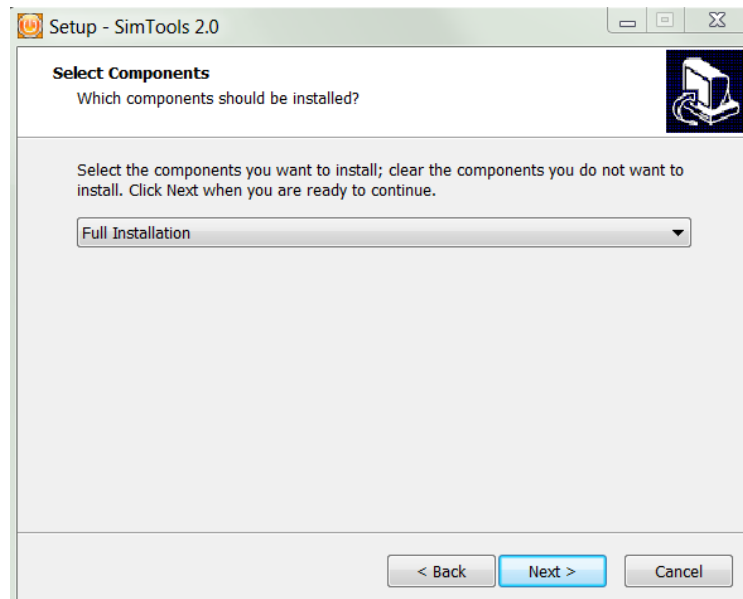 Setup - SimTools 2.0
Select Components
Which components should be installed?
Select the components you want to install; clear the components you do not want to
install. Click Next when you are ready to continue.
Full Installation
< Back Next > Cancel